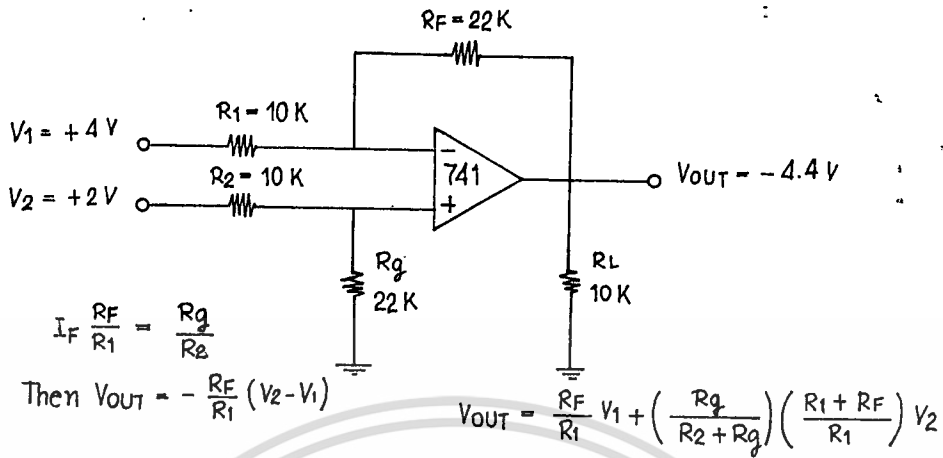 RF = 22 K
R1 = 10 K
V1 = +4 V
R2 = 10 K
V2 = +2 V
-
741
+
VOUT = - 4.4 V
Rg
22 K
RL
10 K
IF RF/R1 = Rg/R2
Then VOUT = - RF/R1 (V2-V1)
VOUT = RF/R1 V1 + (Rg/(R2 + Rg)) ((R1 + RF)/R1) V2